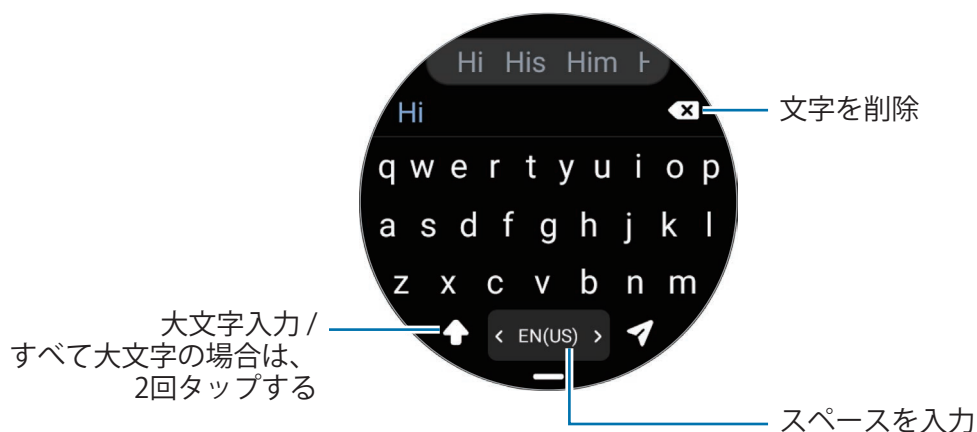 Hi His Him H
Hi
文字を削除
q w e r t y u i o p
a s d f g h j k l
z x c v b n m
大文字入力 /
すべて大文字の場合は、
2回タップする
< EN(US) >
スペースを入力